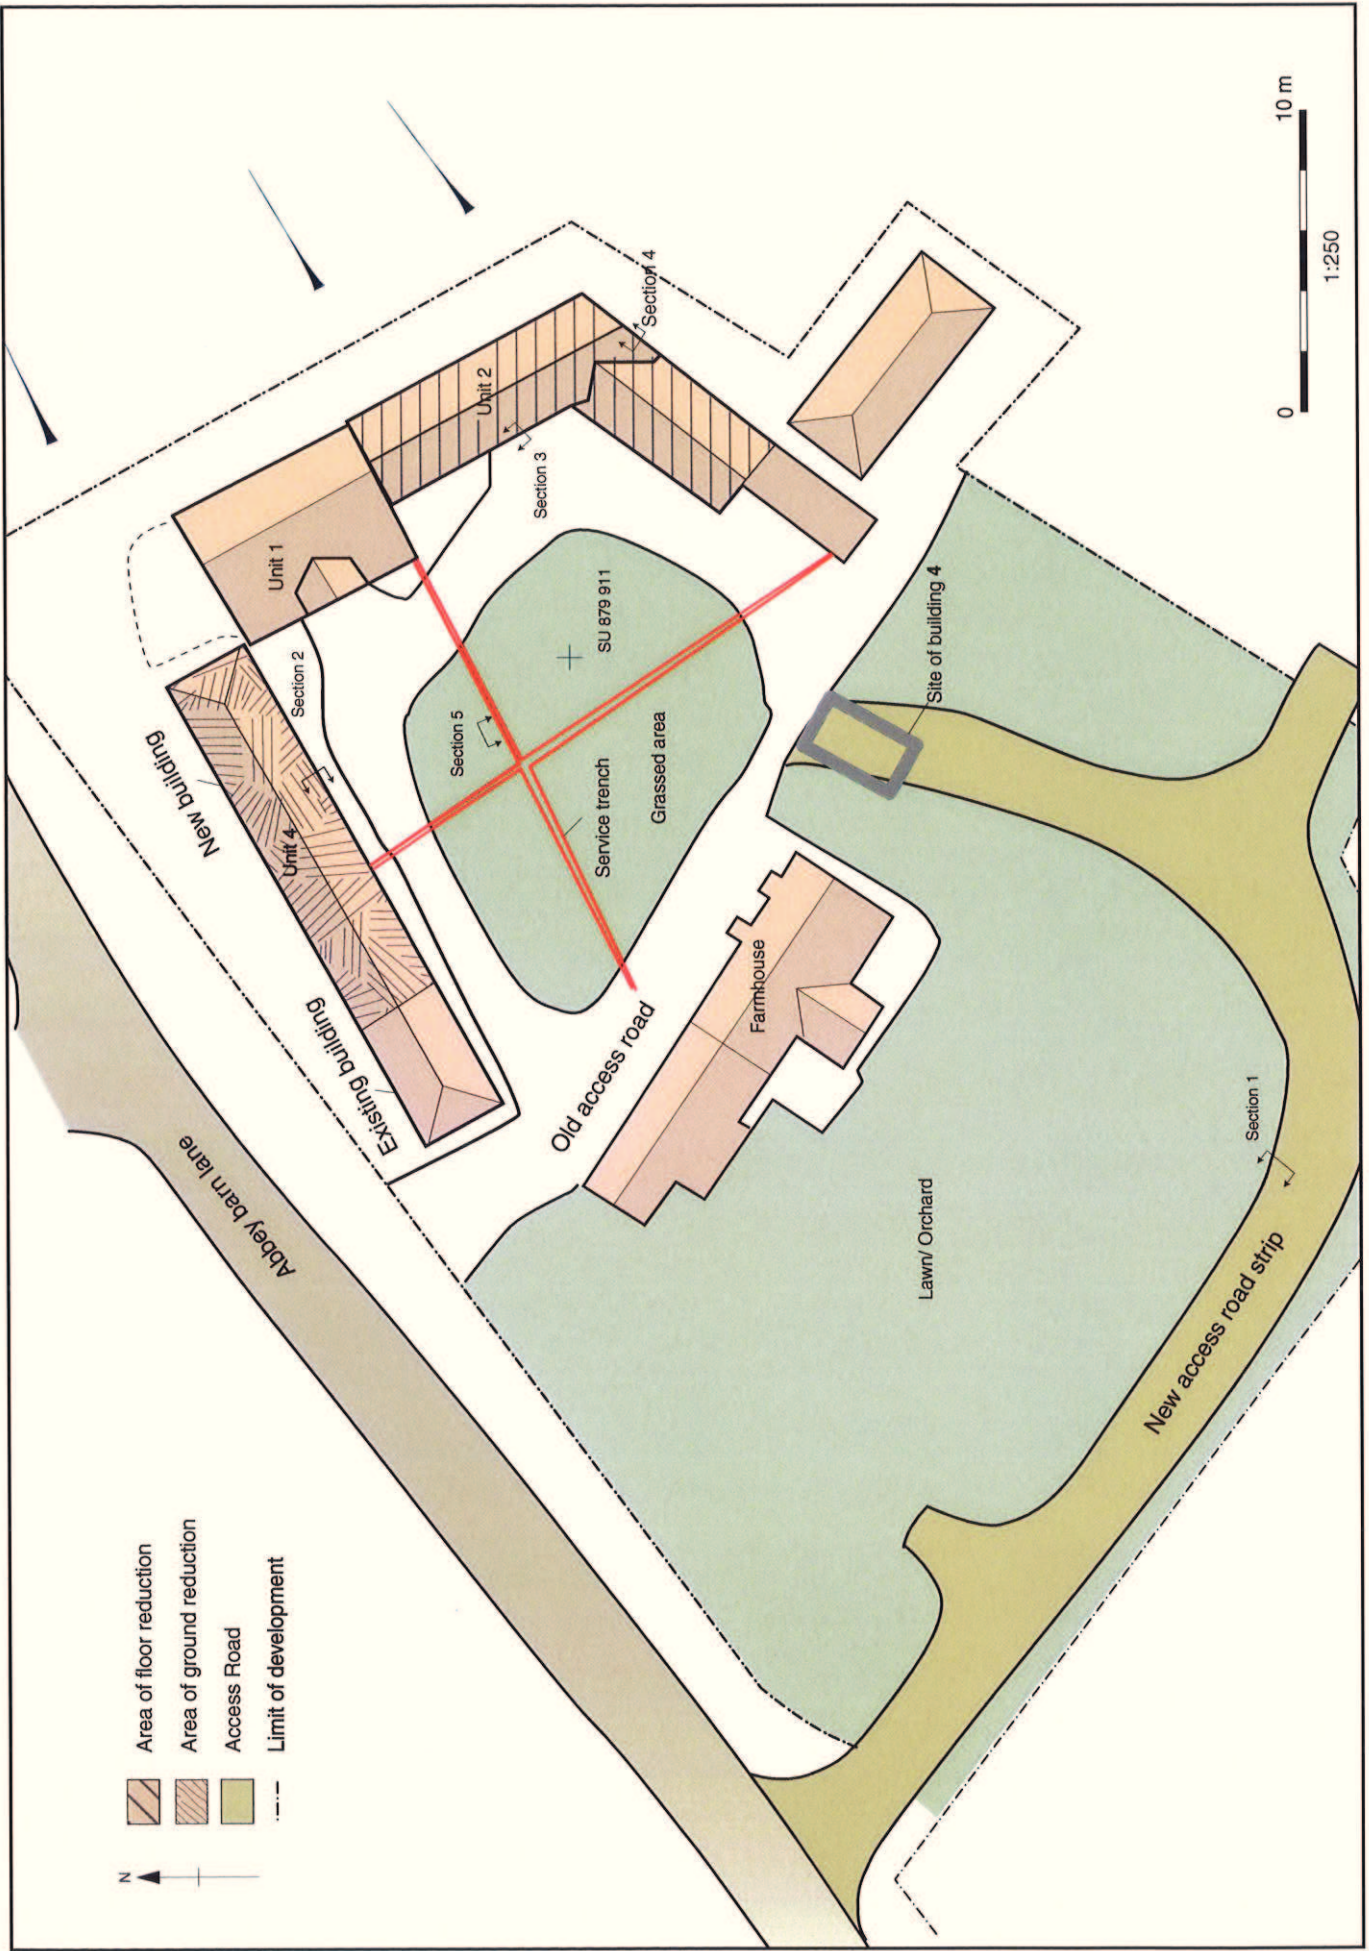 N
Area of floor reduction
Area of ground reduction
Access Road
Limit of development
Abbey barn lane
New building
Existing building
Unit 4
Unit 1
Unit 2
Section 2
Section 3
Section 4
Section 5
SU 879 911
Service trench
Grassed area
Old access road
Farmhouse
Site of building 4
Lawn/ Orchard
Section 1
New access road strip
0
10 m
1:250